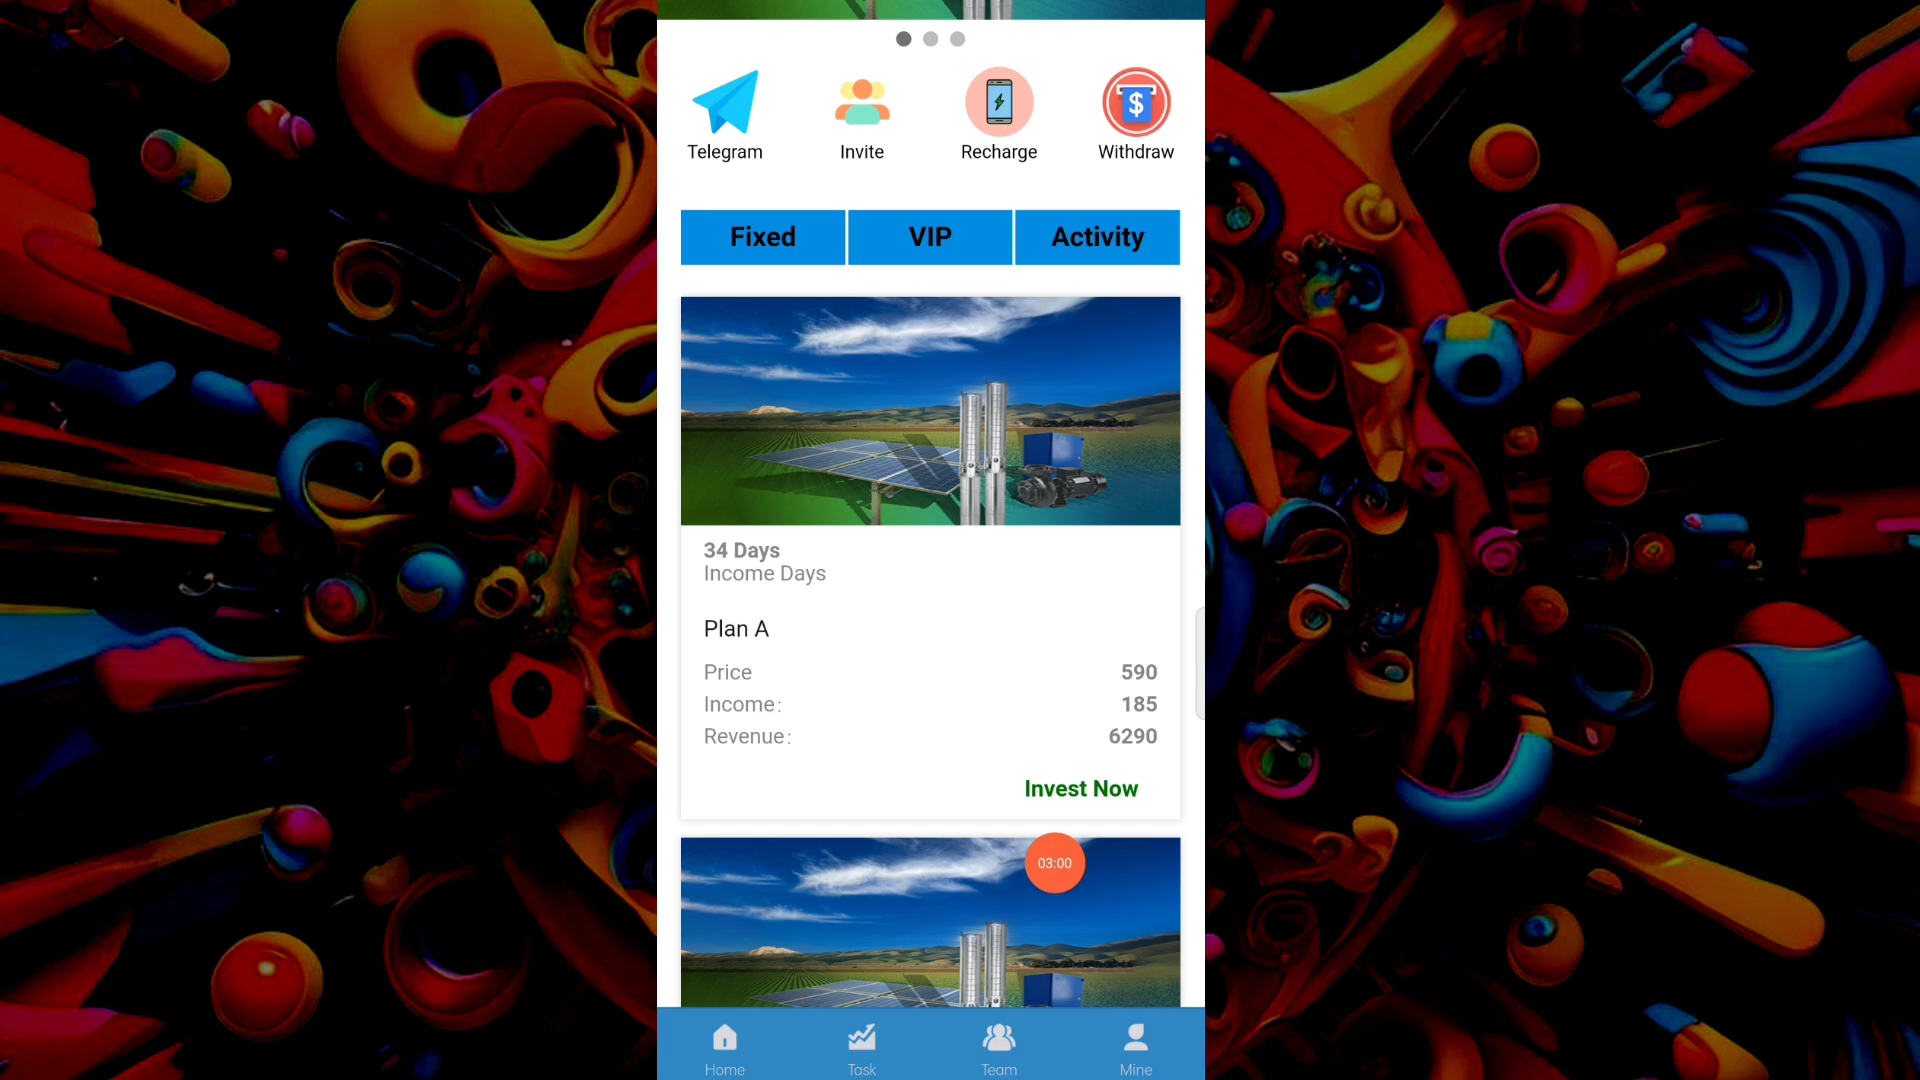 Telegram
Invite
Recharge
Withdraw
Fixed
VIP
Activity
34 Days
Income Days
Plan A
Price 590
Income: 185
Revenue: 6290
Invest Now
03:00
Home
Task
Team
Mine